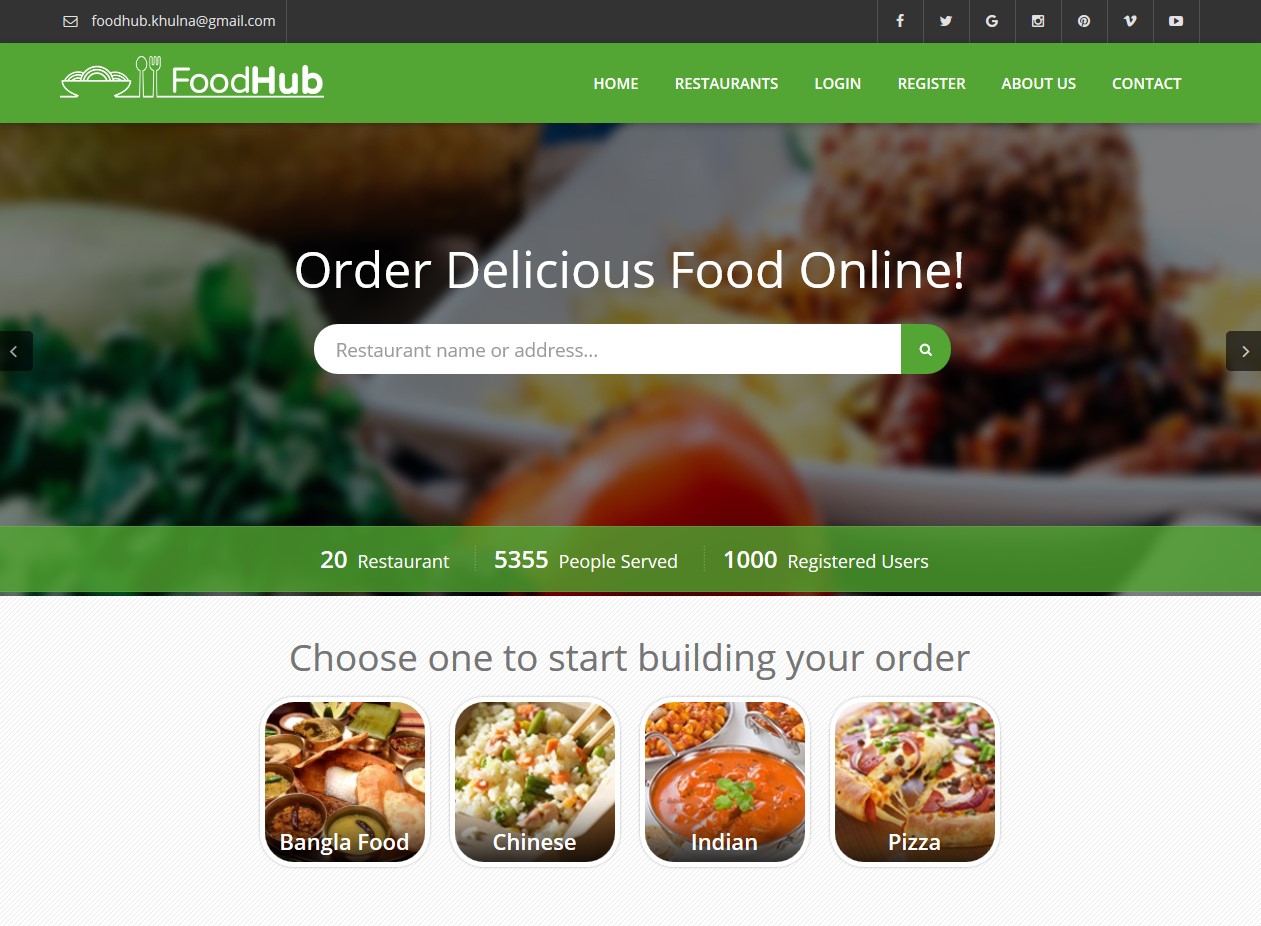 foodhub.khulna@gmail.com
FoodHub
HOME RESTAURANTS LOGIN REGISTER ABOUT US CONTACT
Order Delicious Food Online!
Restaurant name or address...
20 Restaurant 5355 People Served 1000 Registered Users
Choose one to start building your order
Bangla Food Chinese Indian Pizza